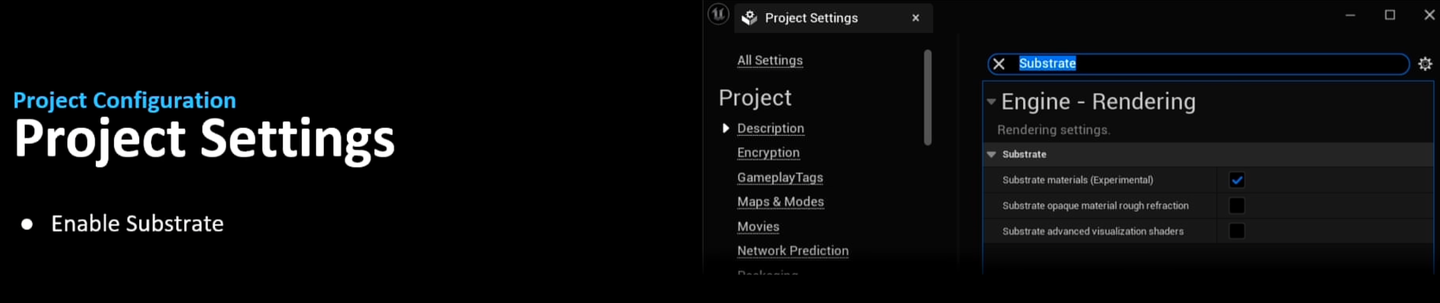 Project Configuration
Project Settings
● Enable Substrate
Project Settings
All Settings
Project
Description
Encryption
GameplayTags
Maps & Modes
Movies
Network Prediction
Packaging
Substrate
Engine - Rendering
Rendering settings.
Substrate
Substrate materials (Experimental)
Substrate opaque material rough refraction
Substrate advanced visualization shaders